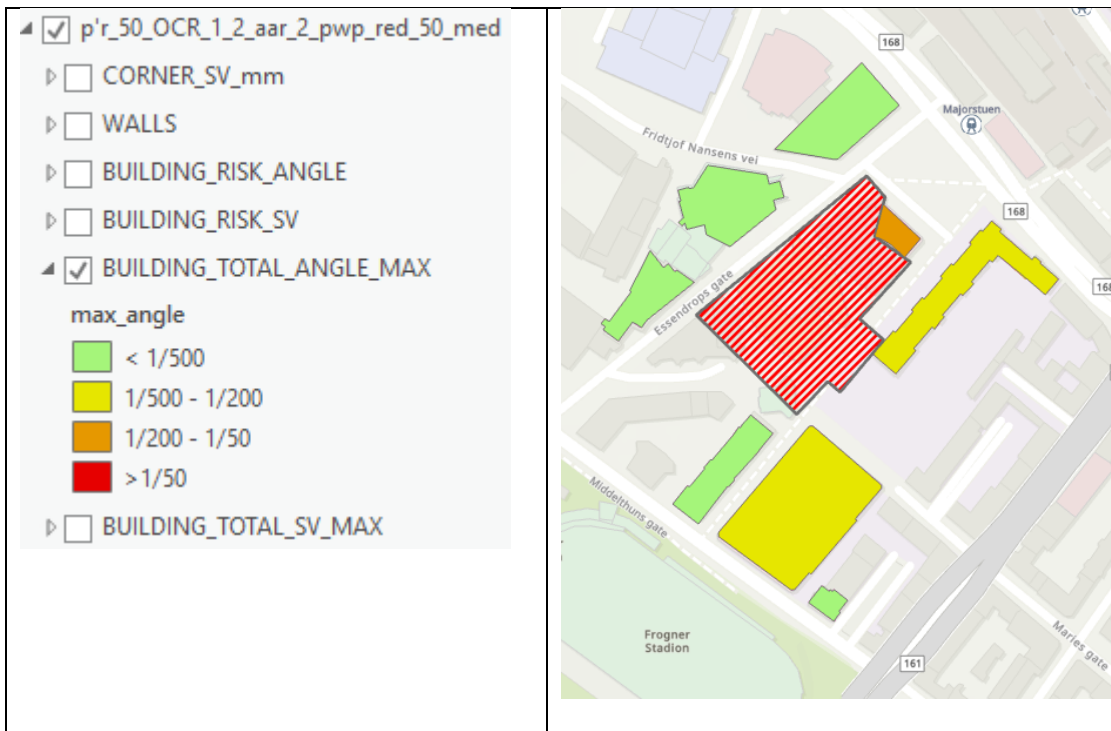 p'r_50_OCR_1_2_aar_2_pwp_red_50_med
CORNER_SV_mm
WALLS
BUILDING_RISK_ANGLE
BUILDING_RISK_SV
BUILDING_TOTAL_ANGLE_MAX
max_angle
< 1/500
1/500 - 1/200
1/200 - 1/50
>1/50
BUILDING_TOTAL_SV_MAX
168
Majorstuen
Fridtjof Nansens vei
168
168
Essendrops gate
Middelthuns gate
Frogner
Stadion
Maries gate
161